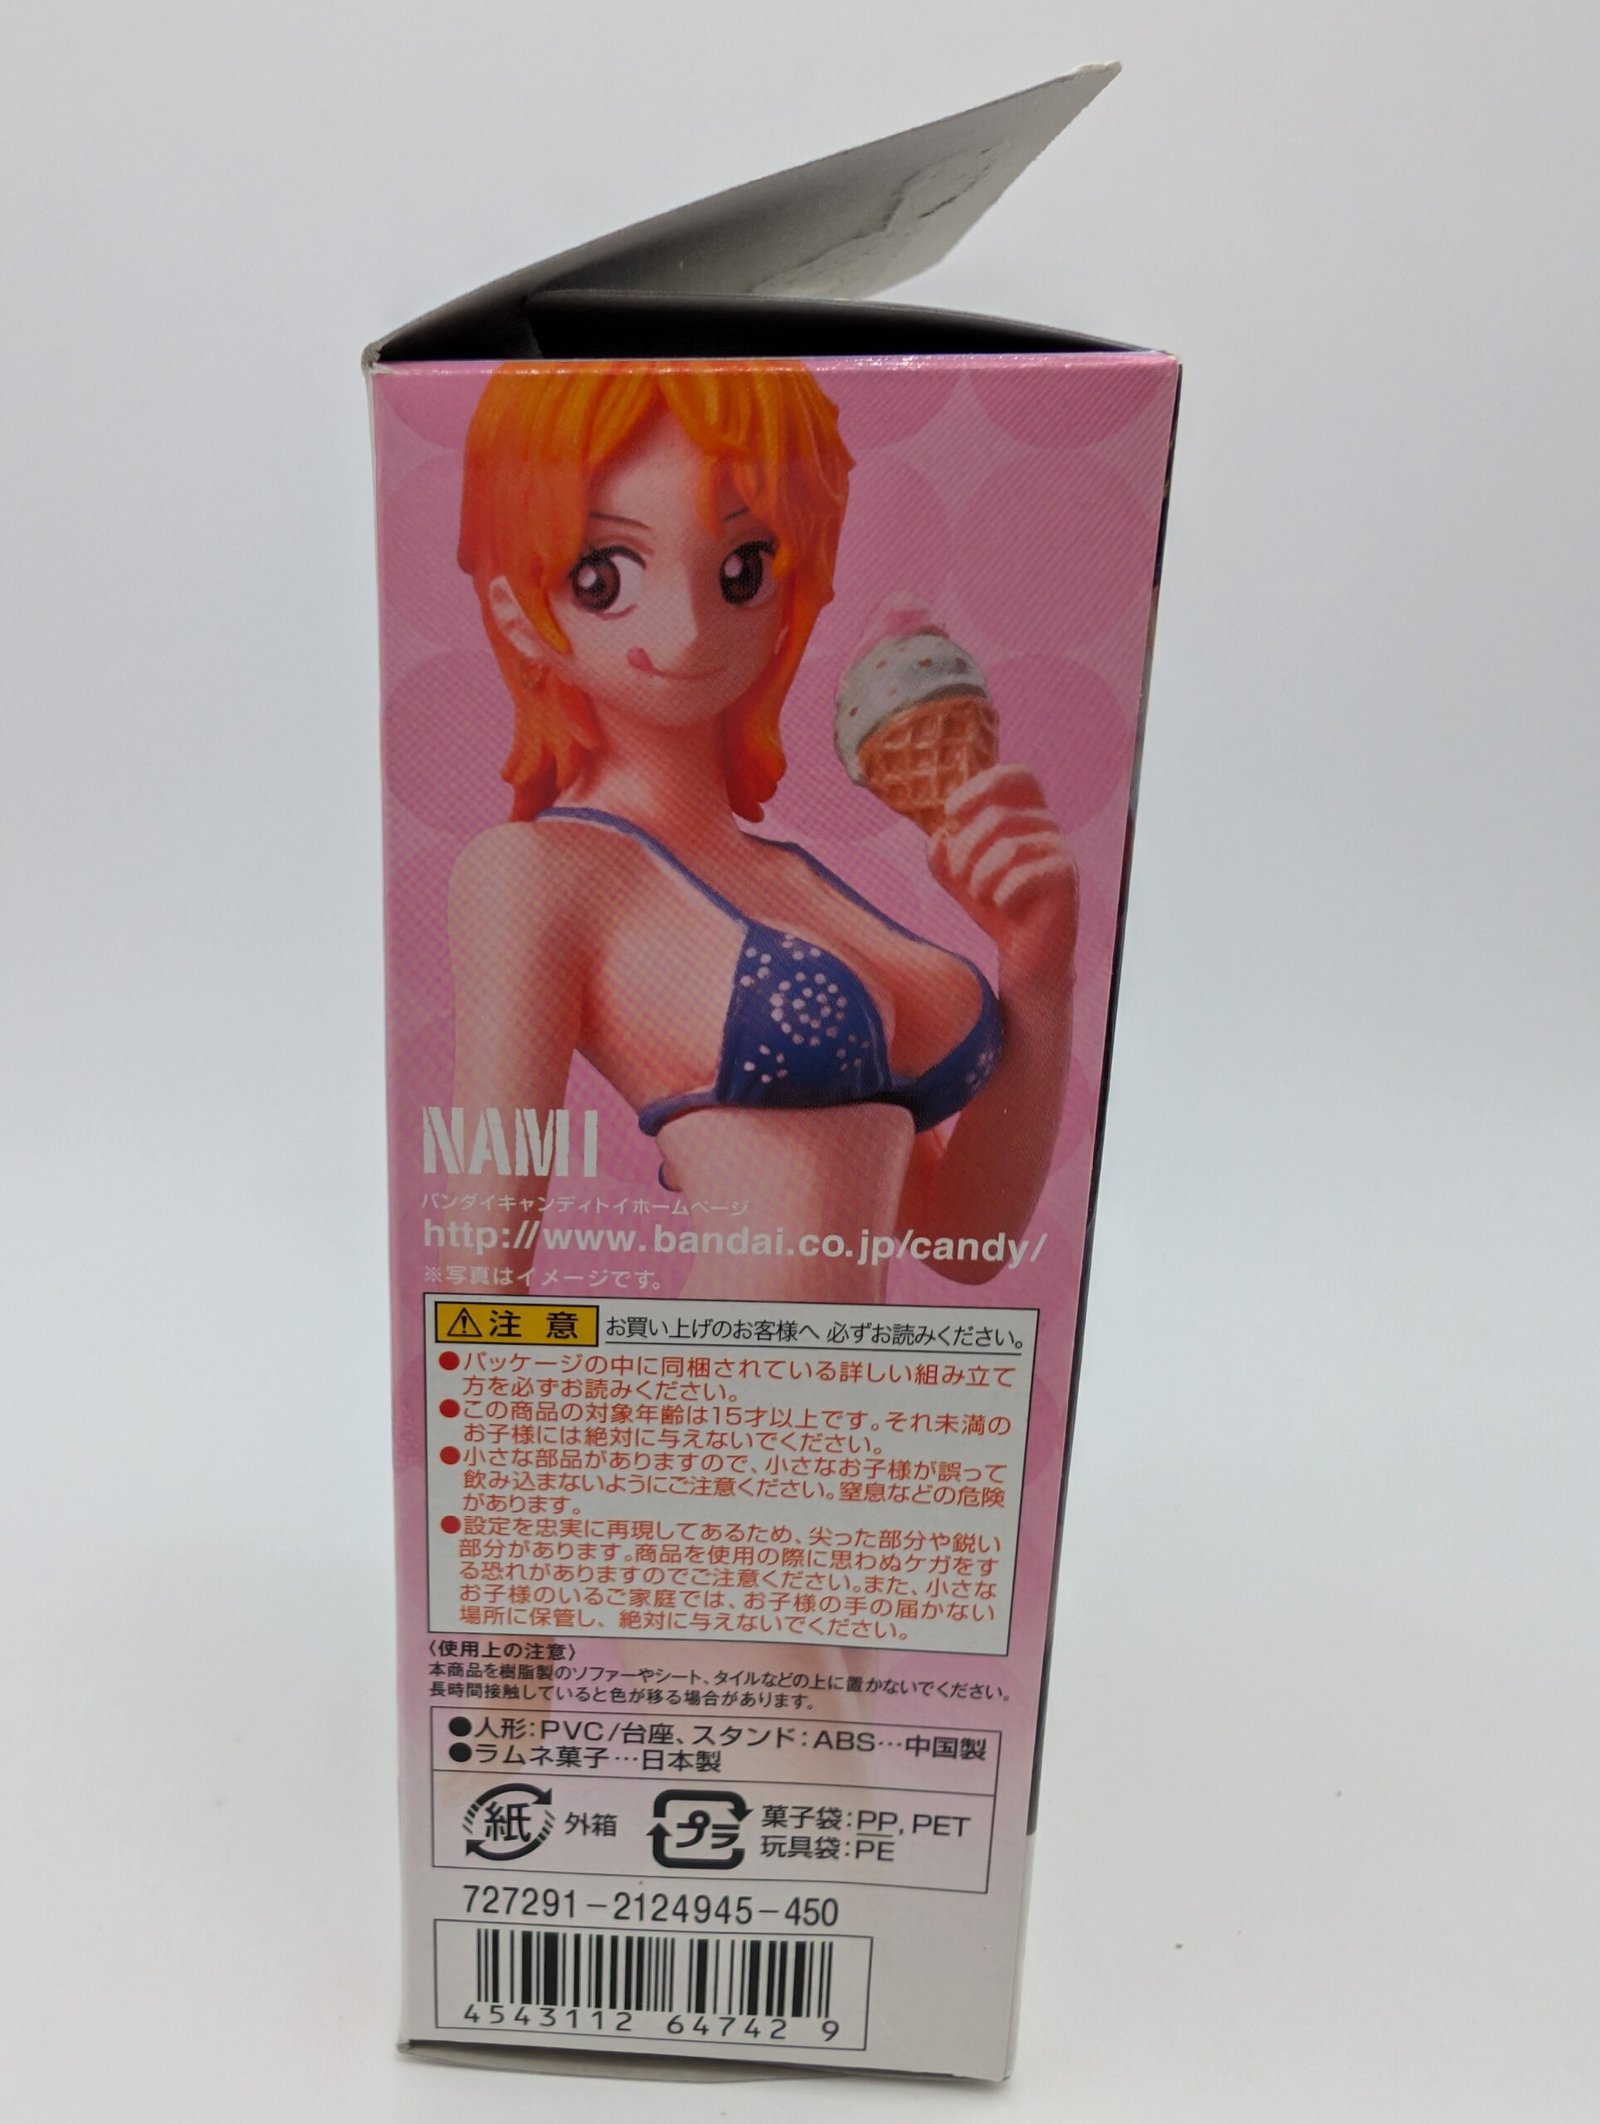 NAMI
バンダイキャンディトイホームページ
http://www.bandai.co.jp/candy/
※写真はイメージです。
注 意 お買い上げのお客様へ 必ずお読みください。
●パッケージの中に同梱されている詳しい組み立て
方を必ずお読みください。
●この商品の対象年齢は15才以上です。それ未満の
お子様には絶対に与えないでください。
●小さな部品がありますので、小さなお子様が誤って
飲み込まないようにご注意ください。窒息などの危険
があります。
●設定を忠実に再現してあるため、尖った部分や鋭い
部分があります。商品を使用の際に思わぬケガをす
る恐れがありますのでご注意ください。また、小さな
お子様のいるご家庭では、お子様の手の届かない
場所に保管し、絶対に与えないでください。
〈使用上の注意〉
本商品を樹脂製のソファーやシート、タイルなどの上に置かないでください。
長時間接触していると色が移る場合があります。
●人形:PVC/台座、スタンド:ABS…中国製
●ラムネ菓子…日本製
紙 外箱 プラ 菓子袋:PP, PET
玩具袋:PE
727291-2124945-450
4543112 647429